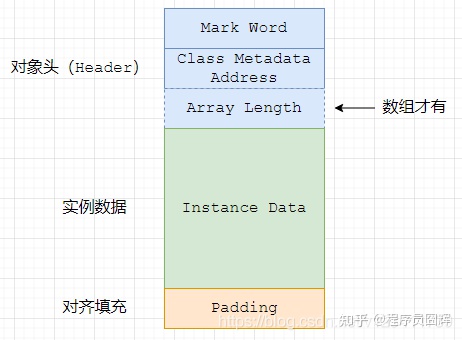 Mark Word
对象头（Header）
Class Metadata
Address
Array Length
数组才有
实例数据
Instance Data
对齐填充
Padding
https://blog.csdn.
知乎 @程序员囧辉